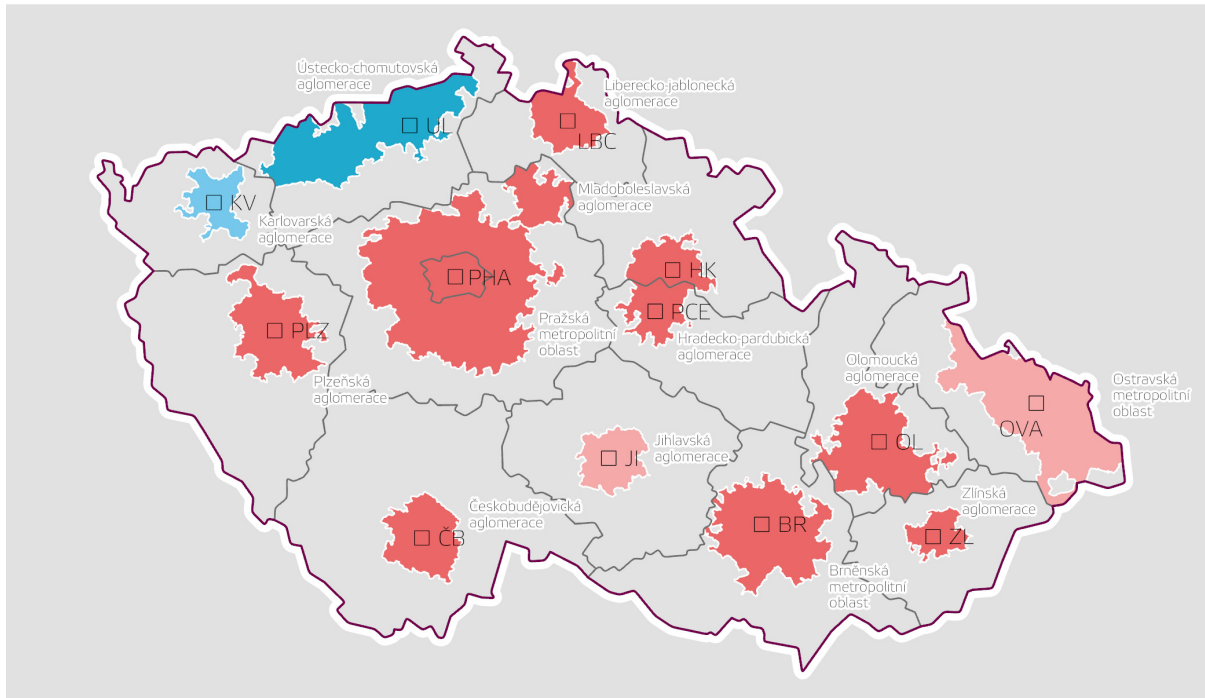 Ústecko-chomutovská
aglomerace
UL
Liberecko-jablonecká
aglomerace
LBC
KV
Karlovarská
aglomerace
Mladoboleslavská
aglomerace
PHA
Pražská
metropolitní
oblast
HK
PCE
Hradecko-pardubická
aglomerace
PLZ
Plzeňská
aglomerace
Olomoucká
aglomerace
OL
Ostravská
metropolitní
oblast
OVA
Jihlavská
aglomerace
JI
Českobudějovická
aglomerace
ČB
BR
Brněnská
metropolitní
oblast
Zlínská
aglomerace
ZL